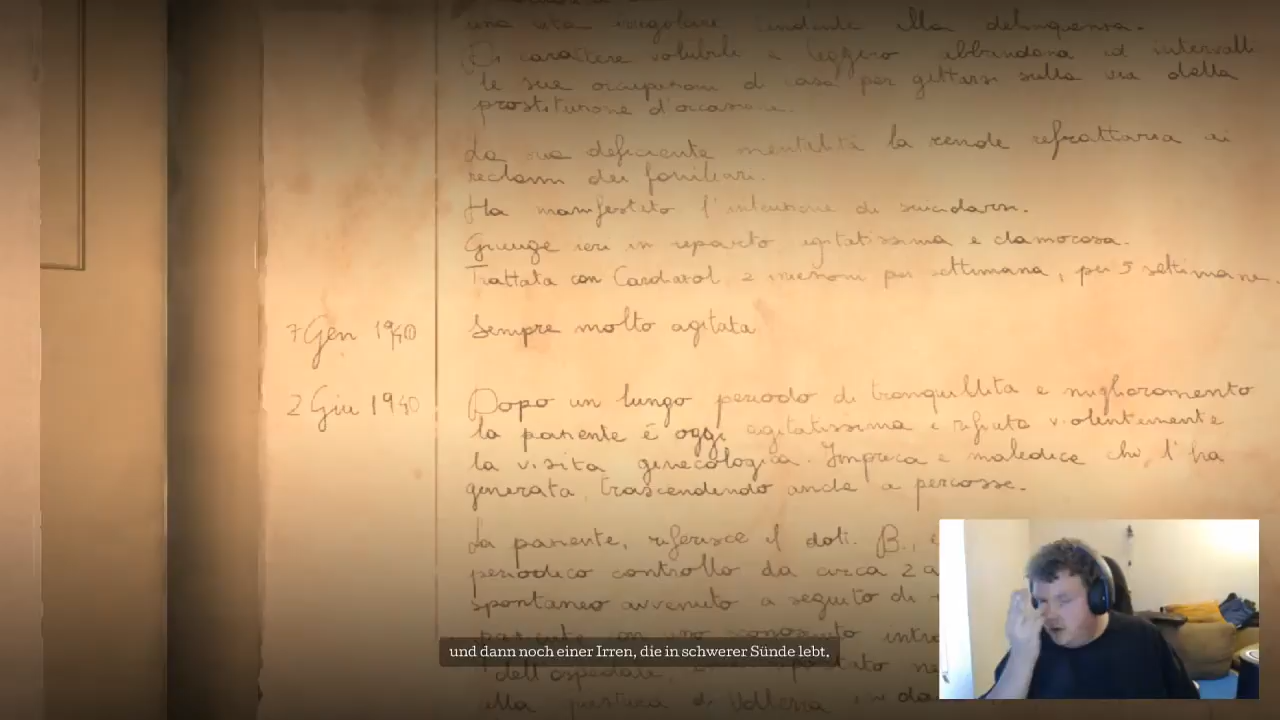 una vita irregolare tendente alla delinquenza.
Di carattere volubile e leggero abbandona ad intervalli
le sue occupazioni di casa per gettarsi sulla via della
prostituzione d'occasione.
La sua deficiente mentalità la rende refrattaria ai
reclami dei familiari.
Ha manifestato l'intenzione di suicidarsi.
Giunge ieri in reparto agitatissima e clamorosa.
Trattata con Cardiazol, 2 iniezioni per settimana, per 5 settimane.
7 Gen 1940 Sempre molto agitata
2 Giu 1940 Dopo un lungo periodo di tranquillità e miglioramento
la paziente è oggi agitatissima e rifiuta violentemente
la visita ginecologica. Impreca e maledice chi l'ha
generata, trascendendo anche a percosse.
La paziente, riferisce il dott. B.,
periodico controllo da circa 2
spontaneo avvenuto a seguito di
con uno sconosciuto
und dann noch einer Irren, die in schwerer Sünde lebt,
dell'ospedale,
alla di Volterra